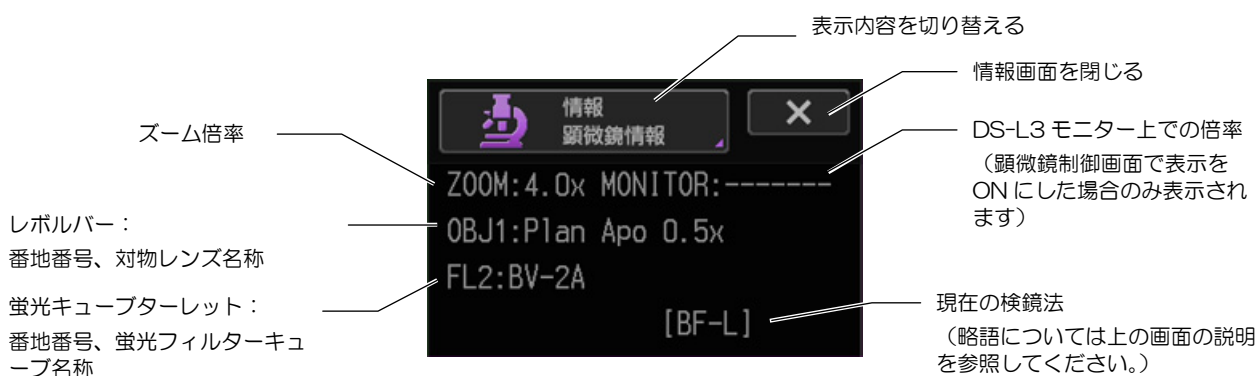 表示内容を切り替える
情報画面を閉じる
情報
顕微鏡情報
×
ズーム倍率
DS-L3 モニター上での倍率
（顕微鏡制御画面で表示を
ON にした場合のみ表示され
ます）
ZOOM:4.0x MONITOR:-------
レボルバー：
番地番号、対物レンズ名称
OBJ1:Plan Apo 0.5x
FL2:BV-2A
蛍光キューブターレット：
番地番号、蛍光フィルターキュ
ーブ名称
[BF-L]
現在の検鏡法
（略語については上の画面の説明
を参照してください。）